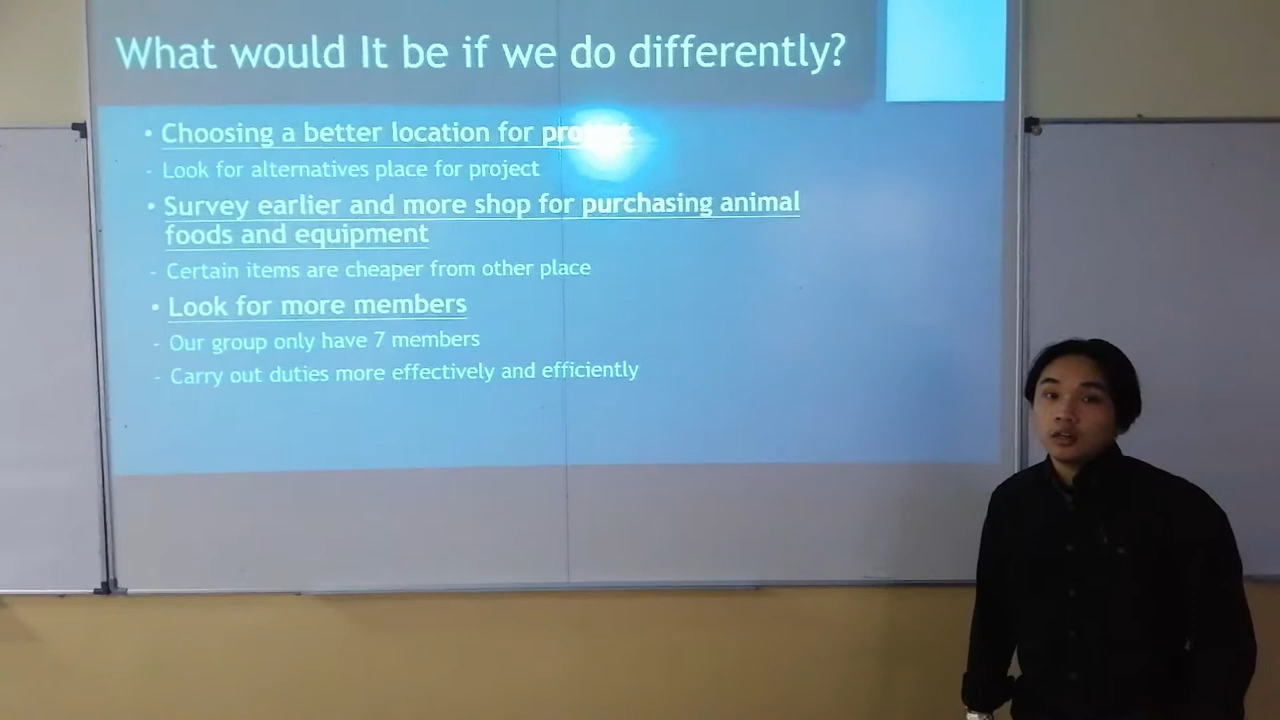 What would It be if we do differently?
• Choosing a better location for project
- Look for alternatives place for project
• Survey earlier and more shop for purchasing animal
foods and equipment
- Certain items are cheaper from other place
• Look for more members
- Our group only have 7 members
- Carry out duties more effectively and efficiently